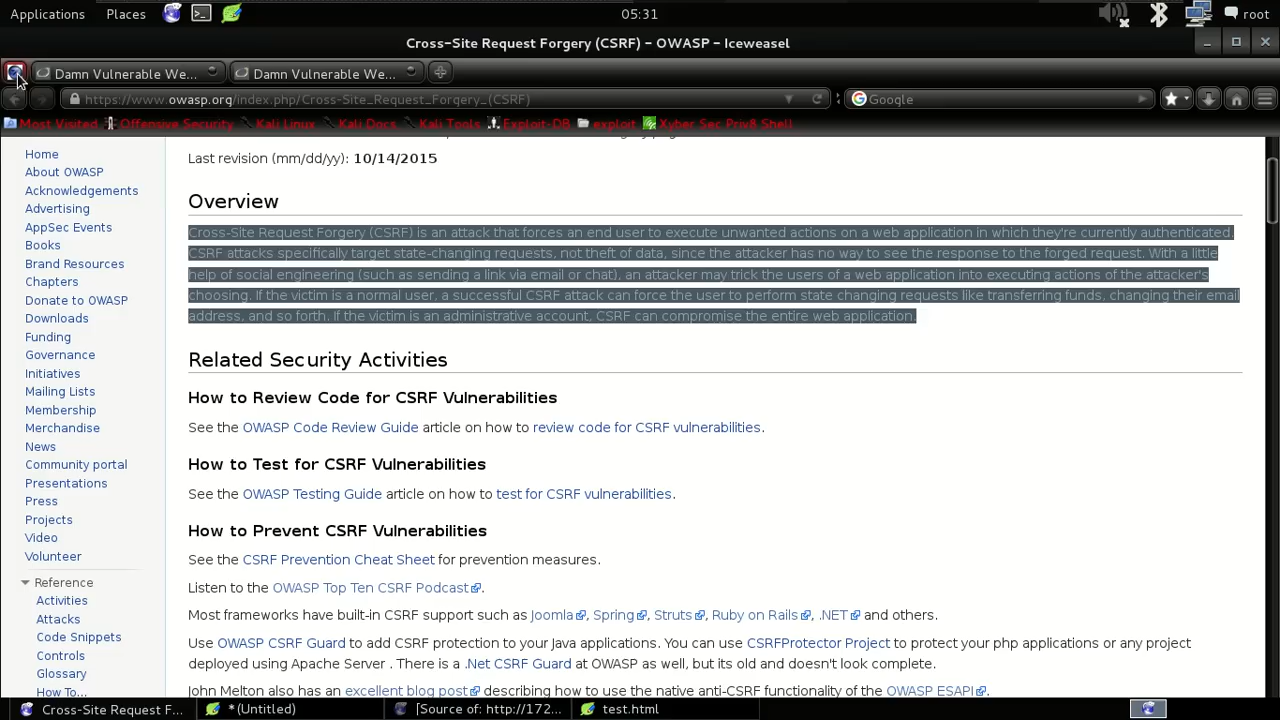 Applications Places 05:31 root
Cross-Site Request Forgery (CSRF) - OWASP - Iceweasel
Damn Vulnerable We... Damn Vulnerable We...
https://www.owasp.org/index.php/Cross-Site_Request_Forgery_(CSRF) Google
Most Visited Offensive Security Kali Linux Kali Docs Kali Tools Exploit-DB exploit Xyher Sec Priv8 Shell
Last revision (mm/dd/yy): 10/14/2015
Overview
Cross-Site Request Forgery (CSRF) is an attack that forces an end user to execute unwanted actions on a web application in which they're currently authenticated.
CSRF attacks specifically target state-changing requests, not theft of data, since the attacker has no way to see the response to the forged request. With a little
help of social engineering (such as sending a link via email or chat), an attacker may trick the users of a web application into executing actions of the attacker's
choosing. If the victim is a normal user, a successful CSRF attack can force the user to perform state changing requests like transferring funds, changing their email
address, and so forth. If the victim is an administrative account, CSRF can compromise the entire web application.
Related Security Activities
How to Review Code for CSRF Vulnerabilities
See the OWASP Code Review Guide article on how to review code for CSRF vulnerabilities.
How to Test for CSRF Vulnerabilities
See the OWASP Testing Guide article on how to test for CSRF vulnerabilities.
How to Prevent CSRF Vulnerabilities
See the CSRF Prevention Cheat Sheet for prevention measures.
Listen to the OWASP Top Ten CSRF Podcast.
Most frameworks have built-in CSRF support such as Joomla, Spring, Struts, Ruby on Rails, .NET and others.
Use OWASP CSRF Guard to add CSRF protection to your Java applications. You can use CSRFProtector Project to protect your php applications or any project
deployed using Apache Server . There is a .Net CSRF Guard at OWASP as well, but its old and doesn't look complete.
John Melton also has an excellent blog post describing how to use the native anti-CSRF functionality of the OWASP ESAPI.
Home
About OWASP
Acknowledgements
Advertising
AppSec Events
Books
Brand Resources
Chapters
Donate to OWASP
Downloads
Funding
Governance
Initiatives
Mailing Lists
Membership
Merchandise
News
Community portal
Presentations
Press
Projects
Video
Volunteer
Reference
Activities
Attacks
Code Snippets
Controls
Glossary
How To...
Cross-Site Request F... *(Untitled) [Source of: http://172... test.html